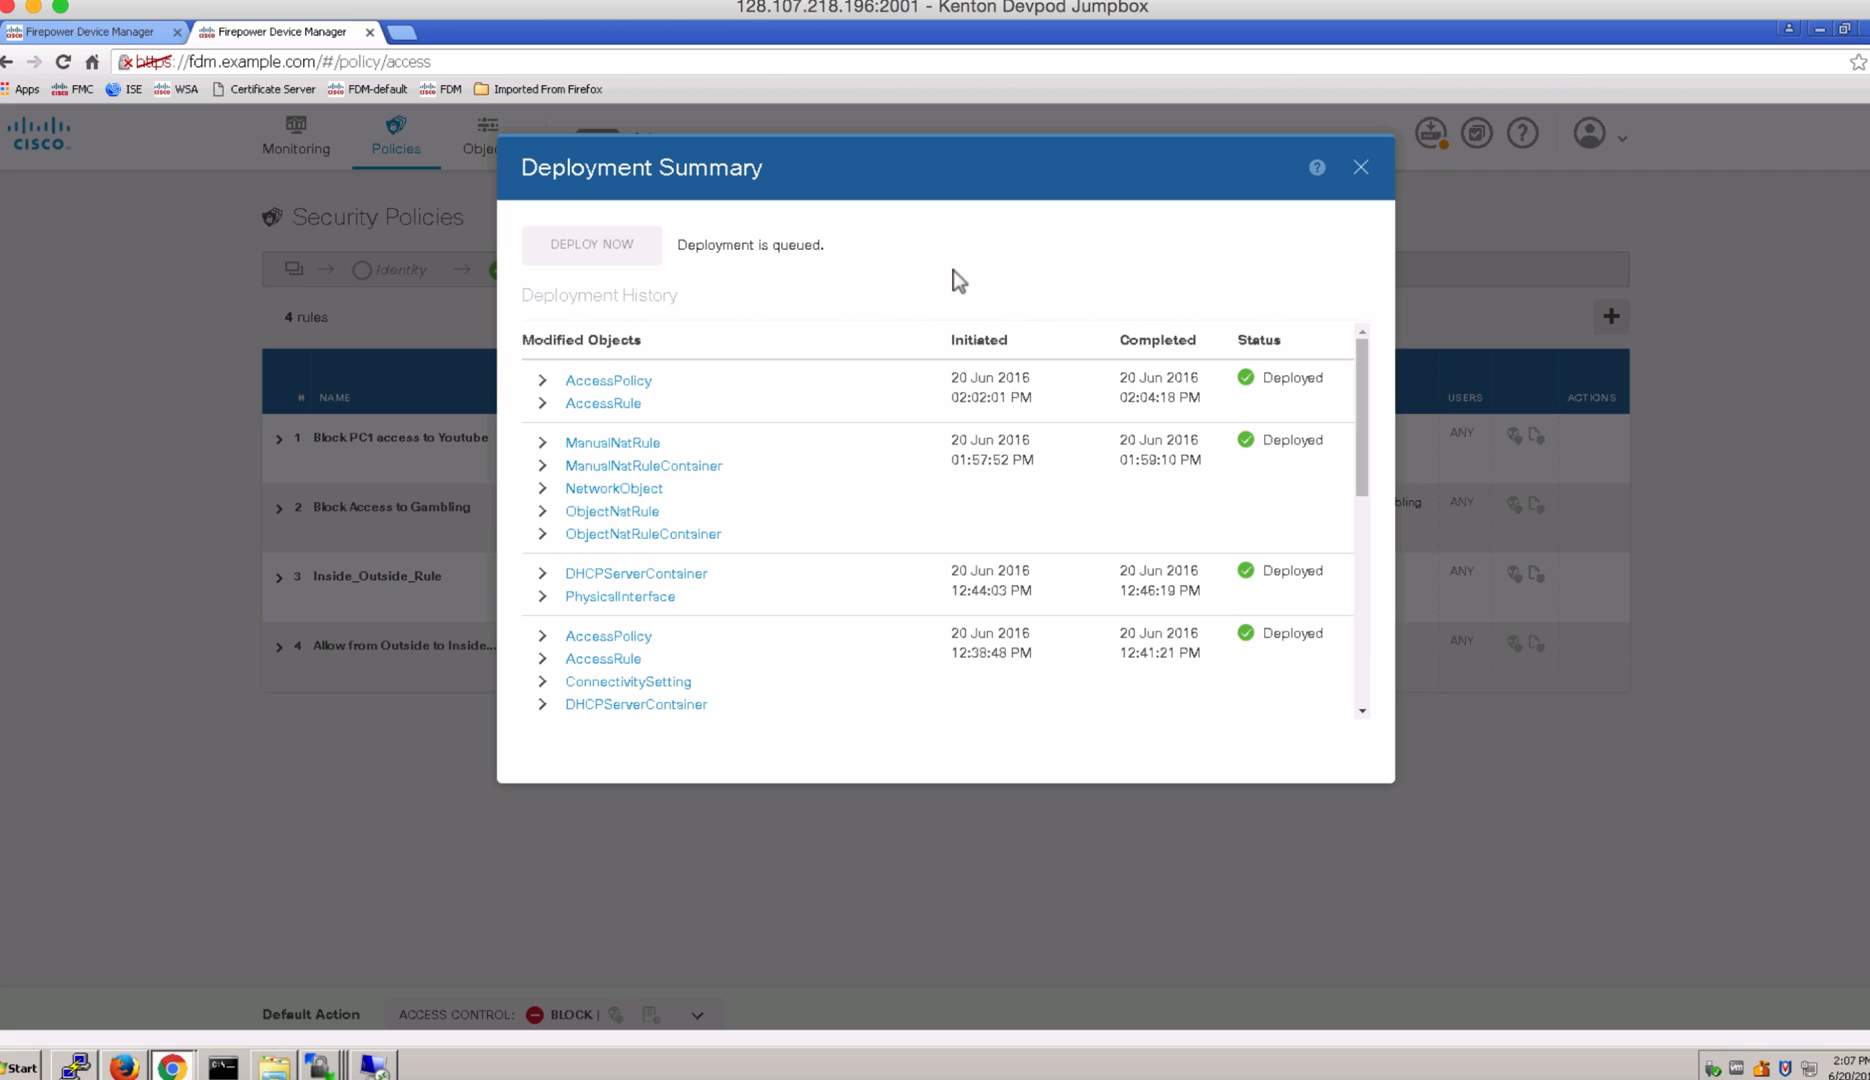 128.107.218.196:2001 - Kenton Devpod Jumpbox
Firepower Device Manager
Firepower Device Manager
https://fdm.example.com/#/policy/access
Apps
FMC
ISE
WSA
Certificate Server
FDM-default
FDM
Imported From Firefox
CISCO
Monitoring
Policies
Deployment Summary
Security Policies
DEPLOY NOW
Deployment is queued.
Identity
Deployment History
4 rules
Modified Objects
Initiated
Completed
Status
AccessPolicy
AccessRule
20 Jun 2016
02:02:01 PM
20 Jun 2016
02:04:18 PM
Deployed
ManualNatRule
ManualNatRuleContainer
NetworkObject
ObjectNatRule
ObjectNatRuleContainer
20 Jun 2016
01:57:52 PM
20 Jun 2016
01:59:10 PM
Deployed
DHCPServerContainer
PhysicalInterface
20 Jun 2016
12:44:03 PM
20 Jun 2016
12:46:19 PM
Deployed
AccessPolicy
AccessRule
ConnectivitySetting
DHCPServerContainer
20 Jun 2016
12:38:48 PM
20 Jun 2016
12:41:21 PM
Deployed
# NAME
USERS
ACTIONS
1 Block PC1 access to Youtube
ANY
2 Block Access to Gambling
bling
ANY
3 Inside_Outside_Rule
ANY
4 Allow from Outside to Inside...
ANY
Default Action
ACCESS CONTROL:
BLOCK |
Start
2:07 PM